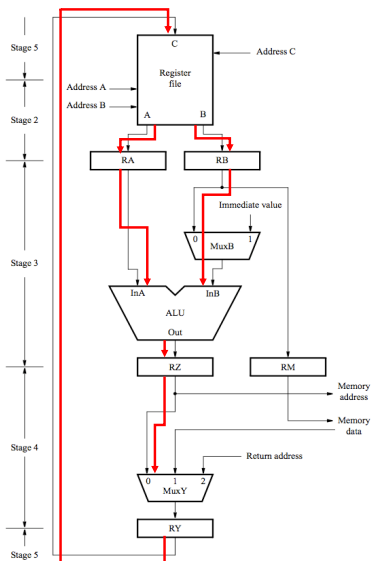 Stage 5
C
Address C
Register
file
Address A
Address B
Stage 2
A
B
RA
RB
Immediate value
0
1
MuxB
Stage 3
InA
InB
ALU
Out
RZ
RM
Memory
address
Memory
data
Stage 4
Return address
0
1
2
MuxY
RY
Stage 5